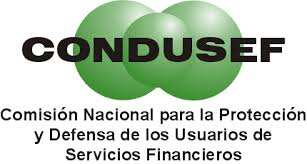 CONDUSEF
Comisión Nacional para la Protección
y Defensa de los Usuarios de
Servicios Financieros